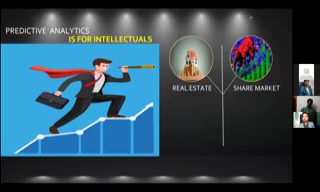 PREDICTIVE ANALYTICS
IS FOR INTELLECTUALS
REAL ESTATE
SHARE MARKET